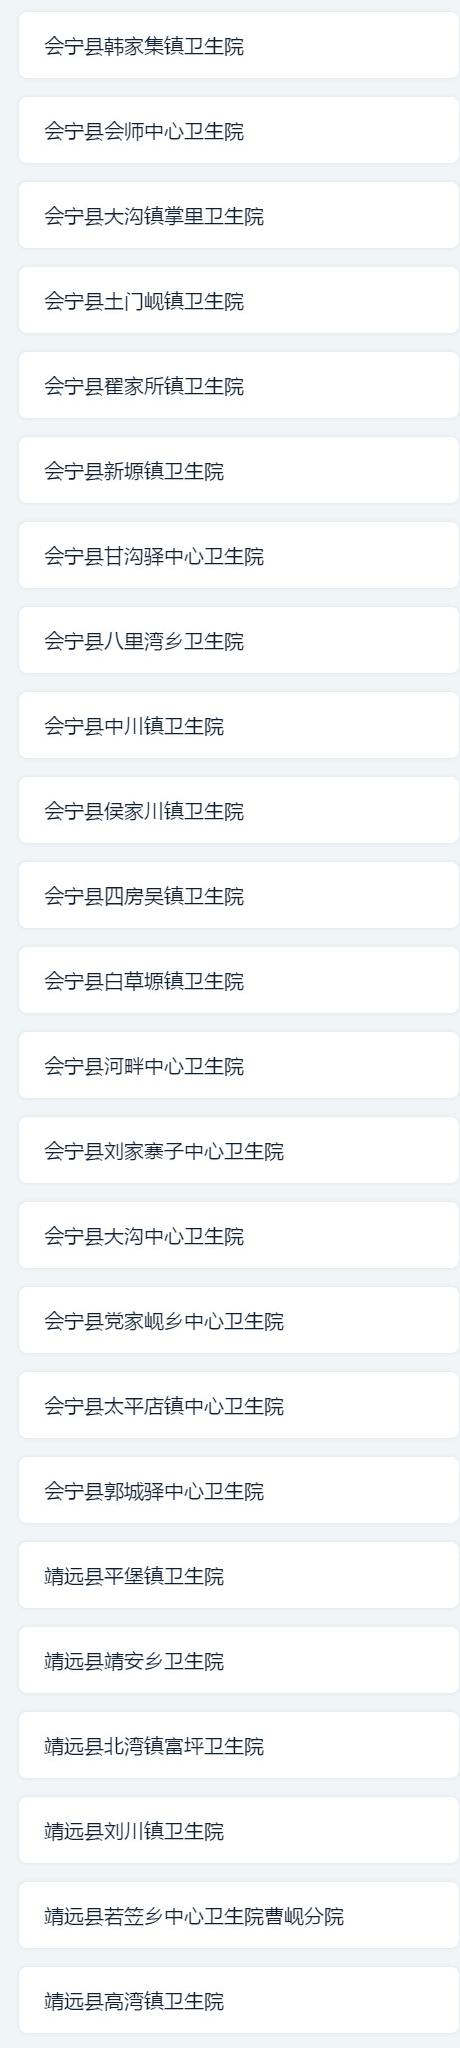 会宁县韩家集镇卫生院
会宁县会师中心卫生院
会宁县大沟镇掌里卫生院
会宁县土门岘镇卫生院
会宁县翟家所镇卫生院
会宁县新塬镇卫生院
会宁县甘沟驿中心卫生院
会宁县八里湾乡卫生院
会宁县中川镇卫生院
会宁县侯家川镇卫生院
会宁县四房吴镇卫生院
会宁县白草塬镇卫生院
会宁县河畔中心卫生院
会宁县刘家寨子中心卫生院
会宁县大沟中心卫生院
会宁县党家岘乡中心卫生院
会宁县太平店镇中心卫生院
会宁县郭城驿中心卫生院
靖远县平堡镇卫生院
靖远县靖安乡卫生院
靖远县北湾镇富坪卫生院
靖远县刘川镇卫生院
靖远县若笠乡中心卫生院曹岘分院
靖远县高湾镇卫生院